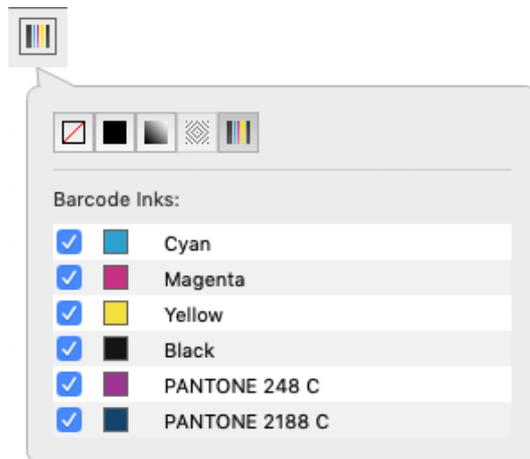 Barcode Inks:
Cyan
Magenta
Yellow
Black
PANTONE 248 C
PANTONE 2188 C